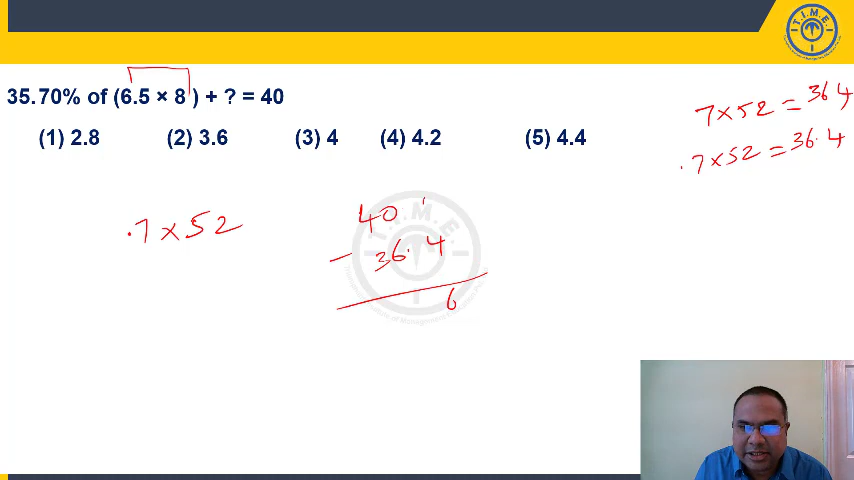 T.I.M.E.
35.70% of (6.5 × 8 ) + ? = 40
(1) 2.8 (2) 3.6 (3) 4 (4) 4.2 (5) 4.4
7 × 52 = 364
.7 × 52 = 36.4
.7 × 52
40
- 36.4
6
T.I.M.E.